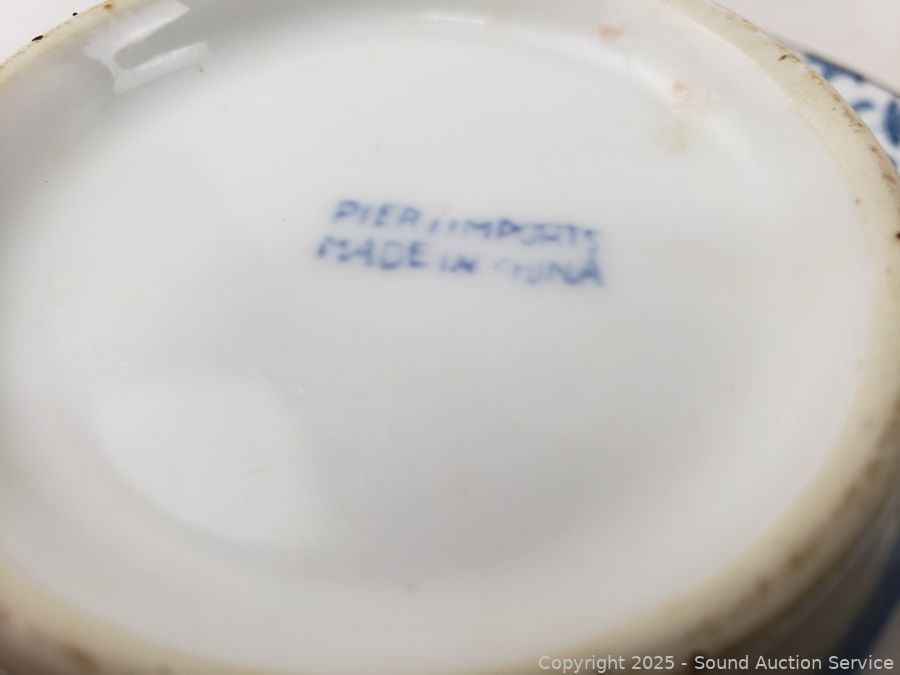 PIER 1 IMPORTS
MADE IN CHINA
Copyright 2025 - Sound Auction Service